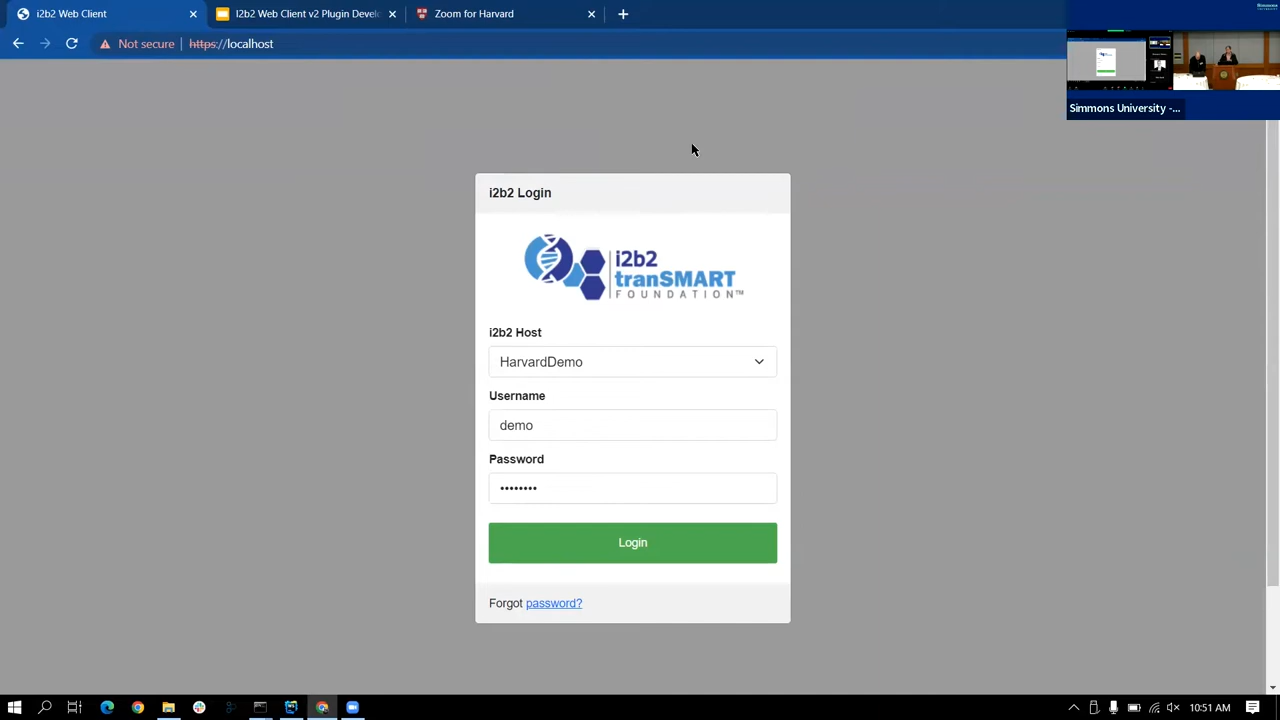 i2b2 Web Client
i2b2 Web Client v2 Plugin Devel
Zoom for Harvard
Not secure
https://localhost
Simmons University -...
i2b2 Login
i2b2
tranSMART
FOUNDATION™
i2b2 Host
HarvardDemo
Username
demo
Password
••••••••
Login
Forgot password?
10:51 AM